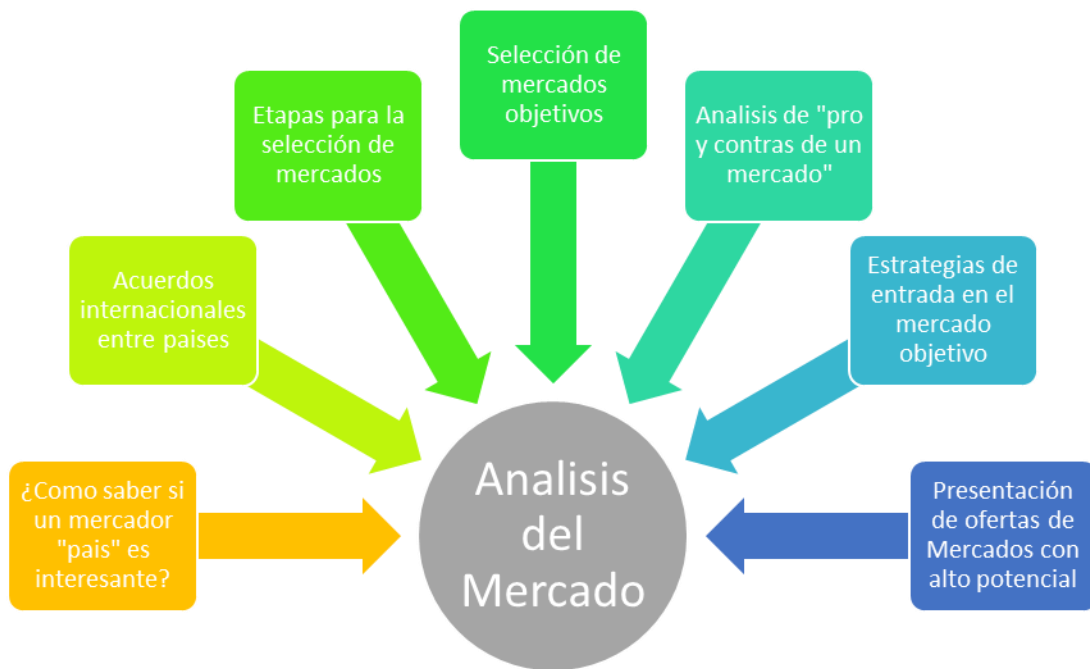 Selección de
mercados
objetivos
Etapas para la
selección de
mercados
Analisis de "pro
y contras de un
mercado"
Acuerdos
internacionales
entre paises
Estrategias de
entrada en el
mercado
objetivo
¿Como saber si
un mercador
"pais" es
interesante?
Analisis
del
Mercado
Presentación
de ofertas de
Mercados con
alto potencial